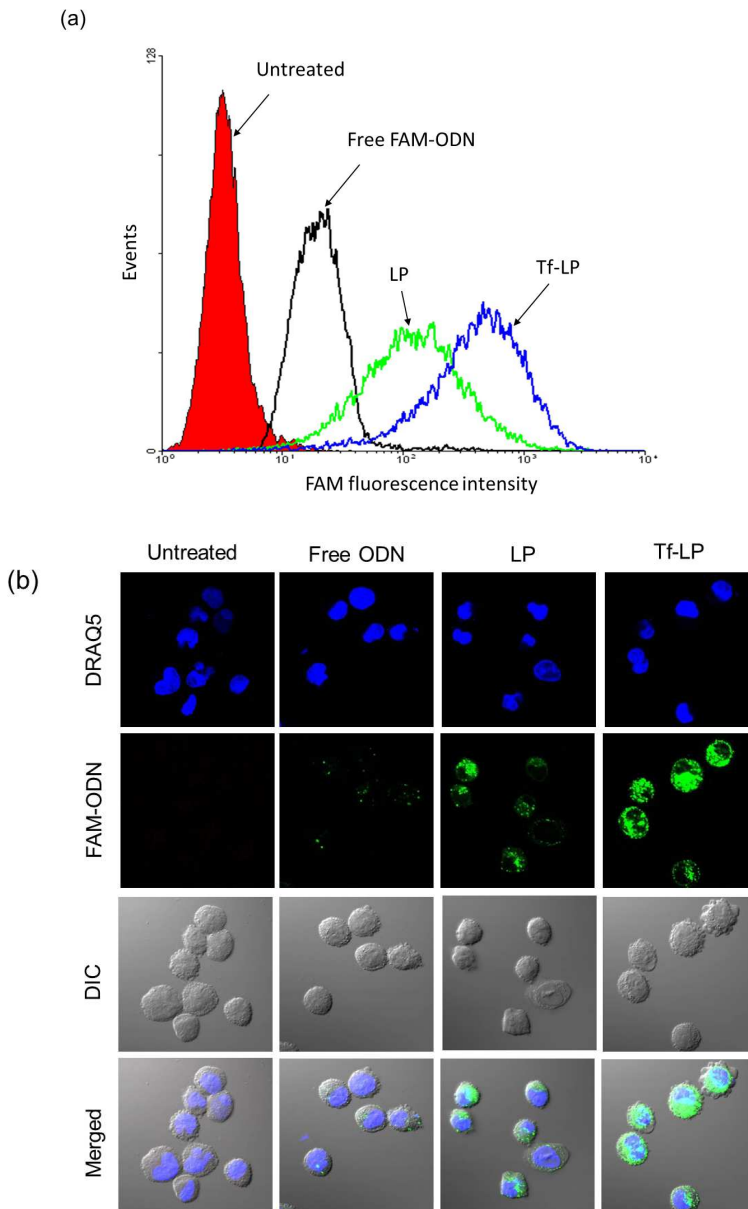 (a)
128
Untreated
Free FAM-ODN
LP
Tf-LP
Events
0
10⁰ 10¹ 10² 10³ 10⁴
FAM fluorescence intensity
(b)
Untreated Free ODN LP Tf-LP
DRAQ5
FAM-ODN
DIC
Merged